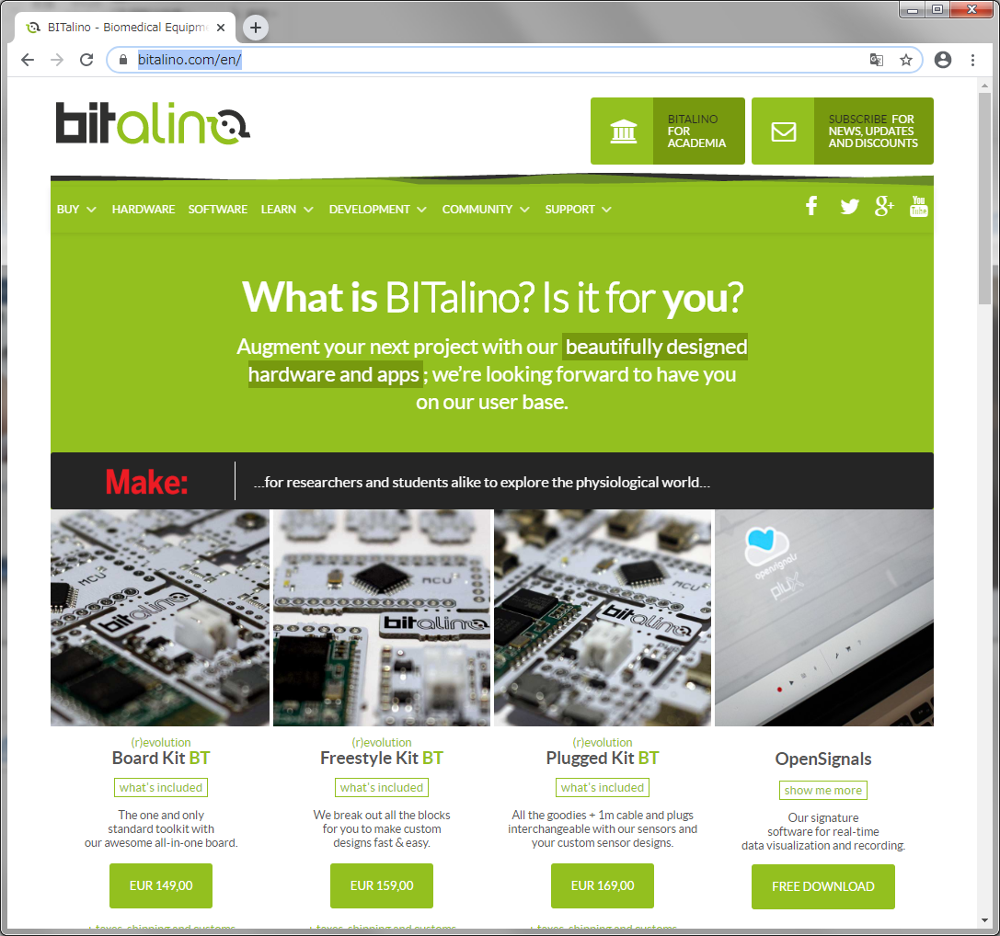 BITalino - Biomedical Equipm
bitalino.com/en/
bitalino
BITALINO
FOR
ACADEMIA
SUBSCRIBE FOR
NEWS, UPDATES
AND DISCOUNTS
BUY HARDWARE SOFTWARE LEARN DEVELOPMENT COMMUNITY SUPPORT
You
Tube
What is BITalino? Is it for you?
Augment your next project with our beautifully designed
hardware and apps; we're looking forward to have you
on our user base.
Make:
...for researchers and students alike to explore the physiological world...
MCU
bitalino
MCU
bitalino
MCU
bitalino
opensignals
plux
(r)evolution
Board Kit BT
what's included
The one and only
standard toolkit with
our awesome all-in-one board.
EUR 149,00
+ taxes, shipping and customs
(r)evolution
Freestyle Kit BT
what's included
We break out all the blocks
for you to make custom
designs fast & easy.
EUR 159,00
+ taxes, shipping and customs
(r)evolution
Plugged Kit BT
what's included
All the goodies + 1m cable and plugs
interchangeable with our sensors and
your custom sensor designs.
EUR 169,00
+ taxes, shipping and customs
OpenSignals
show me more
Our signature
software for real-time
data visualization and recording.
FREE DOWNLOAD